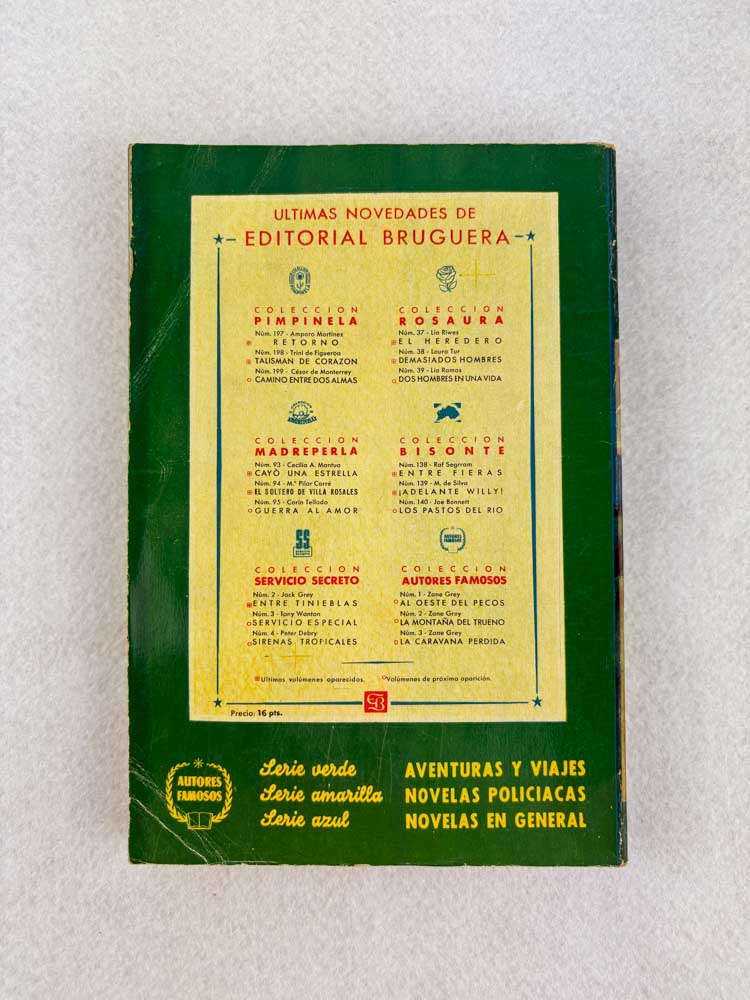 ULTIMAS NOVEDADES DE
EDITORIAL BRUGUERA
COLECCION
PIMPINELA
Núm. 197 - Amparo Martínez
RETORNO
Núm. 198 - Trini de Figueroa
TALISMAN DE CORAZON
Núm. 199 - César de Monterrey
CAMINO ENTRE DOS ALMAS
COLECCION
ROSAURA
Núm. 37 - Lia Riwes
EL HEREDERO
Núm. 38 - Laura Tur
DEMASIADOS HOMBRES
Núm. 39 - Lia Ramos
DOS HOMBRES EN UNA VIDA
COLECCION
MADREPERLA
Núm. 93 - Cecilia A. Mantua
CAYÓ UNA ESTRELLA
Núm. 94 - M.ª Pilar Carré
EL SOLTERO DE VILLA ROSALES
Núm. 95 - Corín Tellado
GUERRA AL AMOR
COLECCION
BISONTE
Núm. 138 - Raf Segrram
ENTRE FIERAS
Núm. 139 - M. de Silva
¡ADELANTE WILLY!
Núm. 140 - Joe Bennett
LOS PASTOS DEL RIO
SS
COLECCION
SERVICIO SECRETO
Núm. 2 - Jack Grey
ENTRE TINIEBLAS
Núm. 3 - Tony Wanton
SERVICIO ESPECIAL
Núm. 4 - Peter Debry
SIRENAS TROPICALES
AUTORES
FAMOSOS
COLECCION
AUTORES FAMOSOS
Núm. 1 - Zane Grey
AL OESTE DEL PECOS
Núm. 2 - Zane Grey
LA MONTAÑA DEL TRUENO
Núm. 3 - Zane Grey
LA CARAVANA PERDIDA
Ultimos volúmenes aparecidos.
Volúmenes de próxima aparición.
EB
Precio: 16 pts.
AUTORES
FAMOSOS
Serie verde AVENTURAS Y VIAJES
Serie amarilla NOVELAS POLICIACAS
Serie azul NOVELAS EN GENERAL